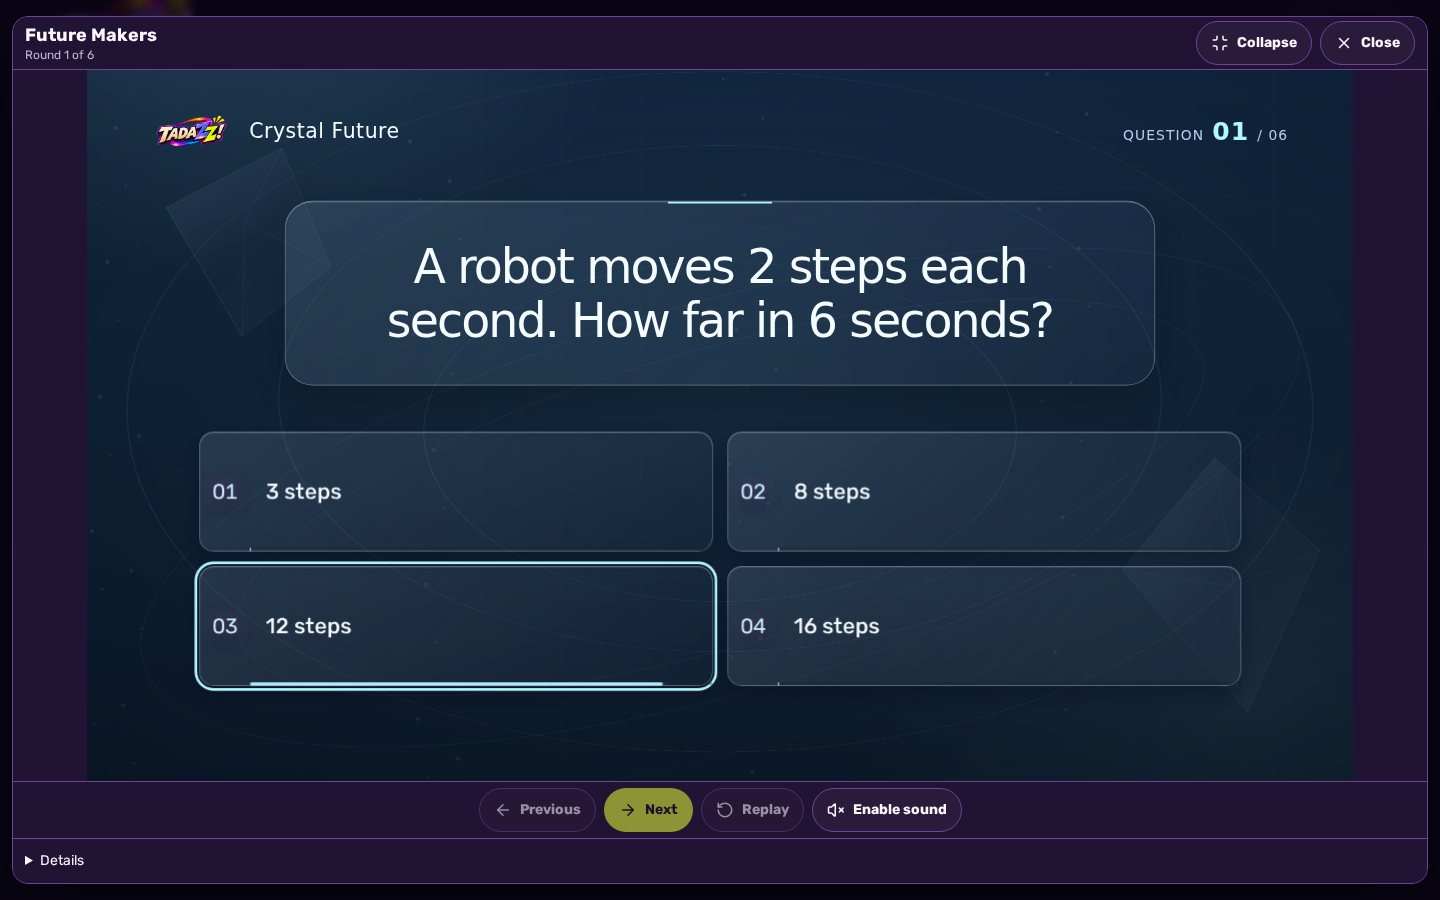 Future Makers
Round 1 of 6
Collapse
Close
TADAZZ!
Crystal Future
QUESTION 01 / 06
A robot moves 2 steps each
second. How far in 6 seconds?
01 3 steps
02 8 steps
03 12 steps
04 16 steps
Previous
Next
Replay
Enable sound
Details